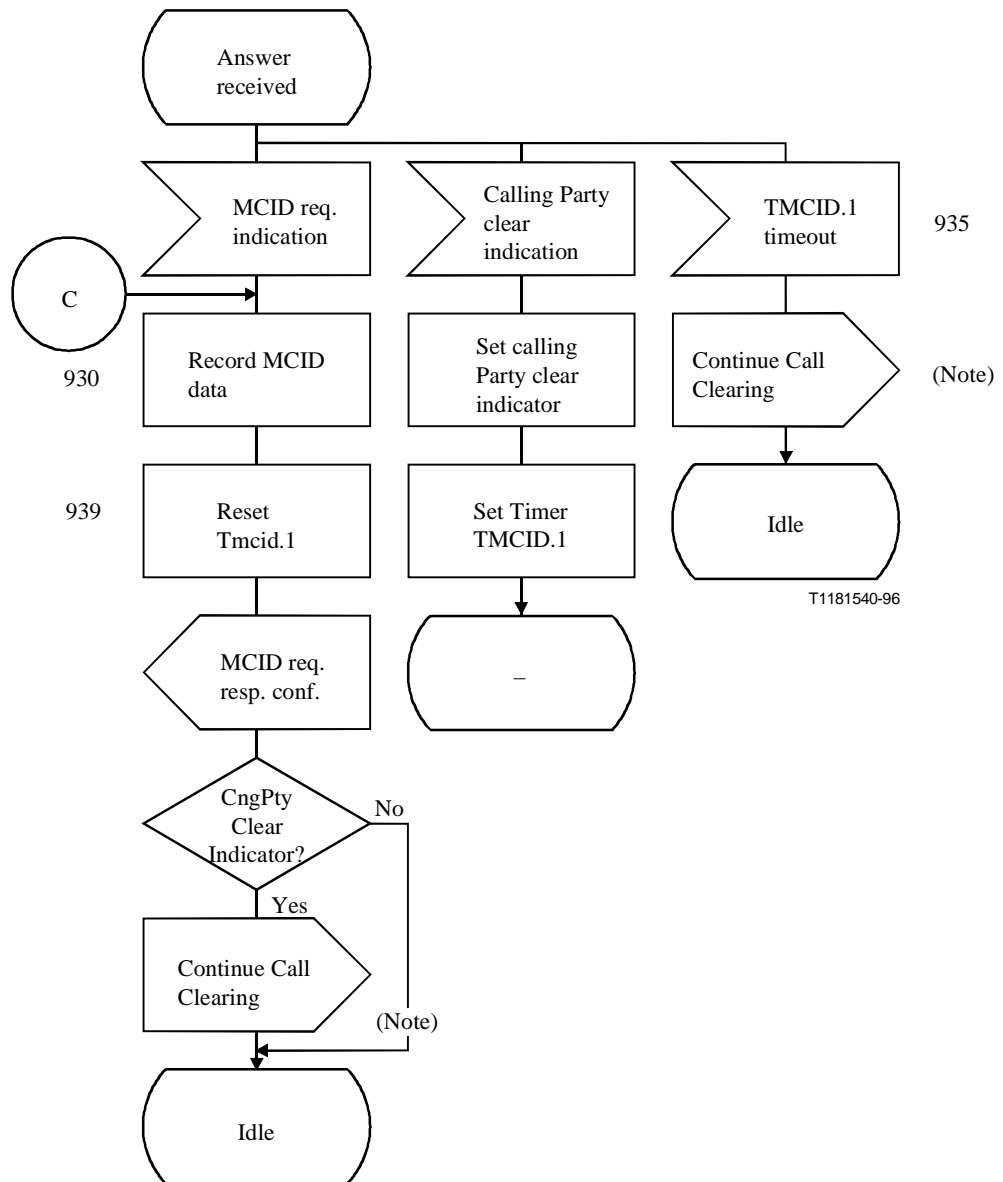 Answer
received
MCID req.
indication
Calling Party
clear
indication
TMCID.1
timeout
935
C
930
Record MCID
data
Set calling
Party clear
indicator
Continue Call
Clearing
(Note)
939
Reset
Tmcid.1
Set Timer
TMCID.1
Idle
T1181540-96
MCID req.
resp. conf.
–
CngPty
Clear
Indicator?
No
Yes
Continue Call
Clearing
(Note)
Idle